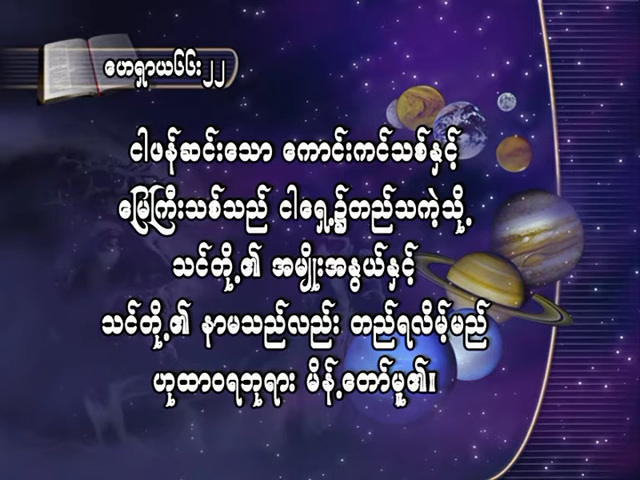 ဟေရှာယ၆၆း၂၂
ငါဖန်ဆင်းသော ကောင်းကင်သစ်နှင့်
မြေကြီးသစ်သည် ငါရှေ့၌တည်သကဲ့သို့
သင်တို့၏ အမျိုးအနွယ်နှင့်
သင်တို့၏ နာမသည်လည်း တည်ရလိမ့်မည်
ဟုထာဝရဘုရား မိန့်တော်မူ၏။